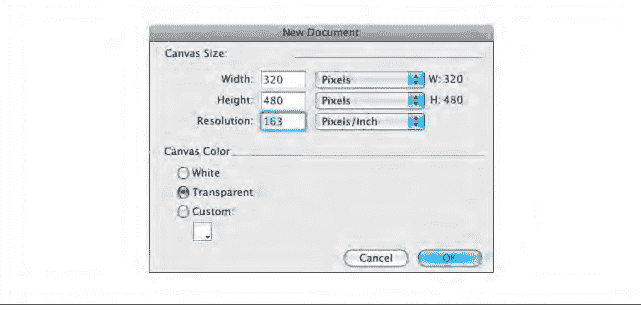 New Document
Canvas Size:
Width: 320 Pixels W: 320
Height: 480 Pixels H: 480
Resolution: 163 Pixels/Inch
Canvas Color
White
Transparent
Custom:
Cancel OK